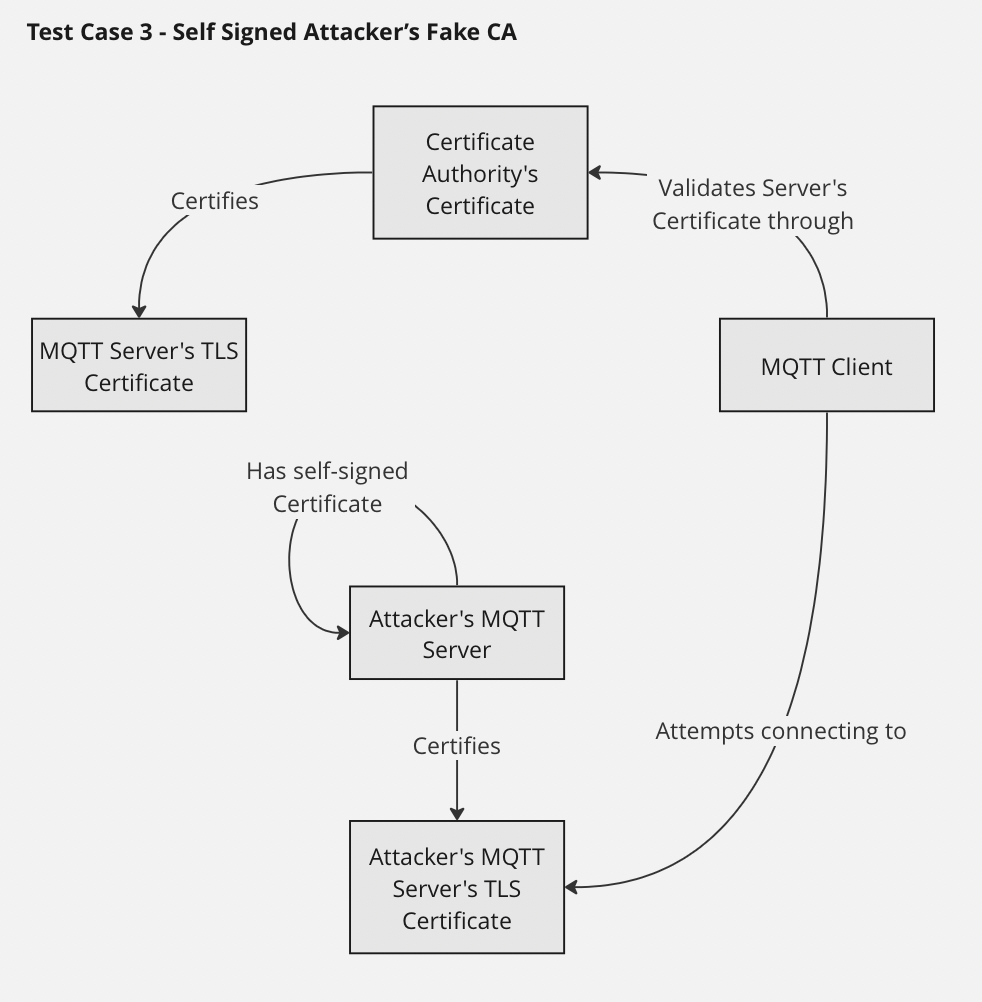 Test Case 3 - Self Signed Attacker’s Fake CA
Certificate
Authority's
Certificate
Certifies
Validates Server's
Certificate through
MQTT Server's TLS
Certificate
MQTT Client
Has self-signed
Certificate
Attacker's MQTT
Server
Certifies
Attempts connecting to
Attacker's MQTT
Server's TLS
Certificate